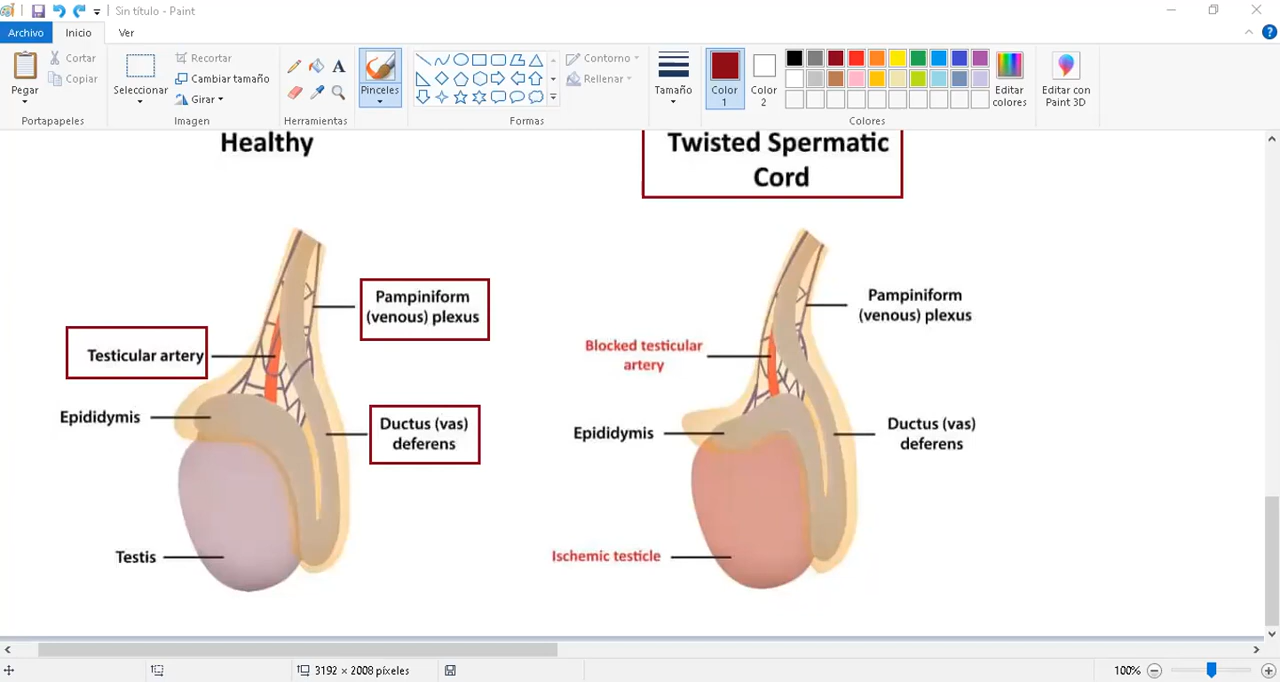 Sin título - Paint
Archivo
Inicio
Ver
Pegar
Cortar
Copiar
Portapapeles
Seleccionar
Recortar
Cambiar tamaño
Girar
Imagen
A
Herramientas
Pinceles
Contorno
Rellenar
Formas
Tamaño
Color
1
Color
2
Editar
colores
Colores
Editar con
Paint 3D
Healthy
Pampiniform
(venous) plexus
Testicular artery
Epididymis
Ductus (vas)
deferens
Testis
Twisted Spermatic
Cord
Pampiniform
(venous) plexus
Blocked testicular
artery
Epididymis
Ductus (vas)
deferens
Ischemic testicle
3192 × 2008 píxeles
100%